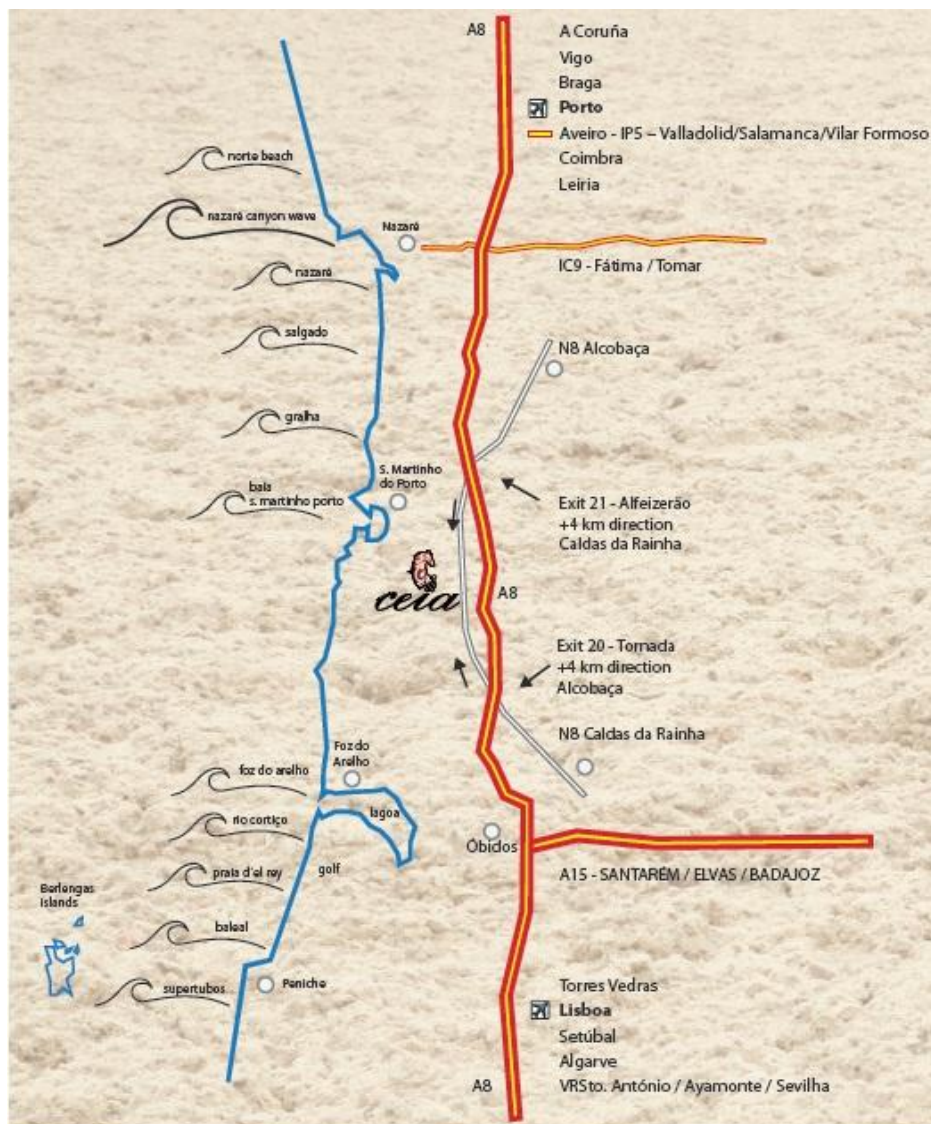 A8
A Coruña
Vigo
Braga
Porto
Aveiro - IP5 – Valladolid/Salamanca/Vilar Formoso
Coimbra
Leiria
norte beach
nazaré canyon wave
Nazaré
IC9 - Fátima / Tomar
nazaré
salgado
N8 Alcobaça
gralha
S. Martinho
do Porto
baía
s. martinho porto
Exit 21 - Alfeizerão
+4 km direction
Caldas da Rainha
ceia
A8
Exit 20 - Tornada
+4 km direction
Alcobaça
N8 Caldas da Rainha
Foz do
Arelho
foz do arelho
lagoa
rio cortiço
Óbidos
golf
praia d'el rey
A15 - SANTARÉM / ELVAS / BADAJOZ
Berlengas
Islands
baleal
Peniche
supertubos
Torres Vedras
Lisboa
Setúbal
Algarve
A8
VRSto. António / Ayamonte / Sevilha